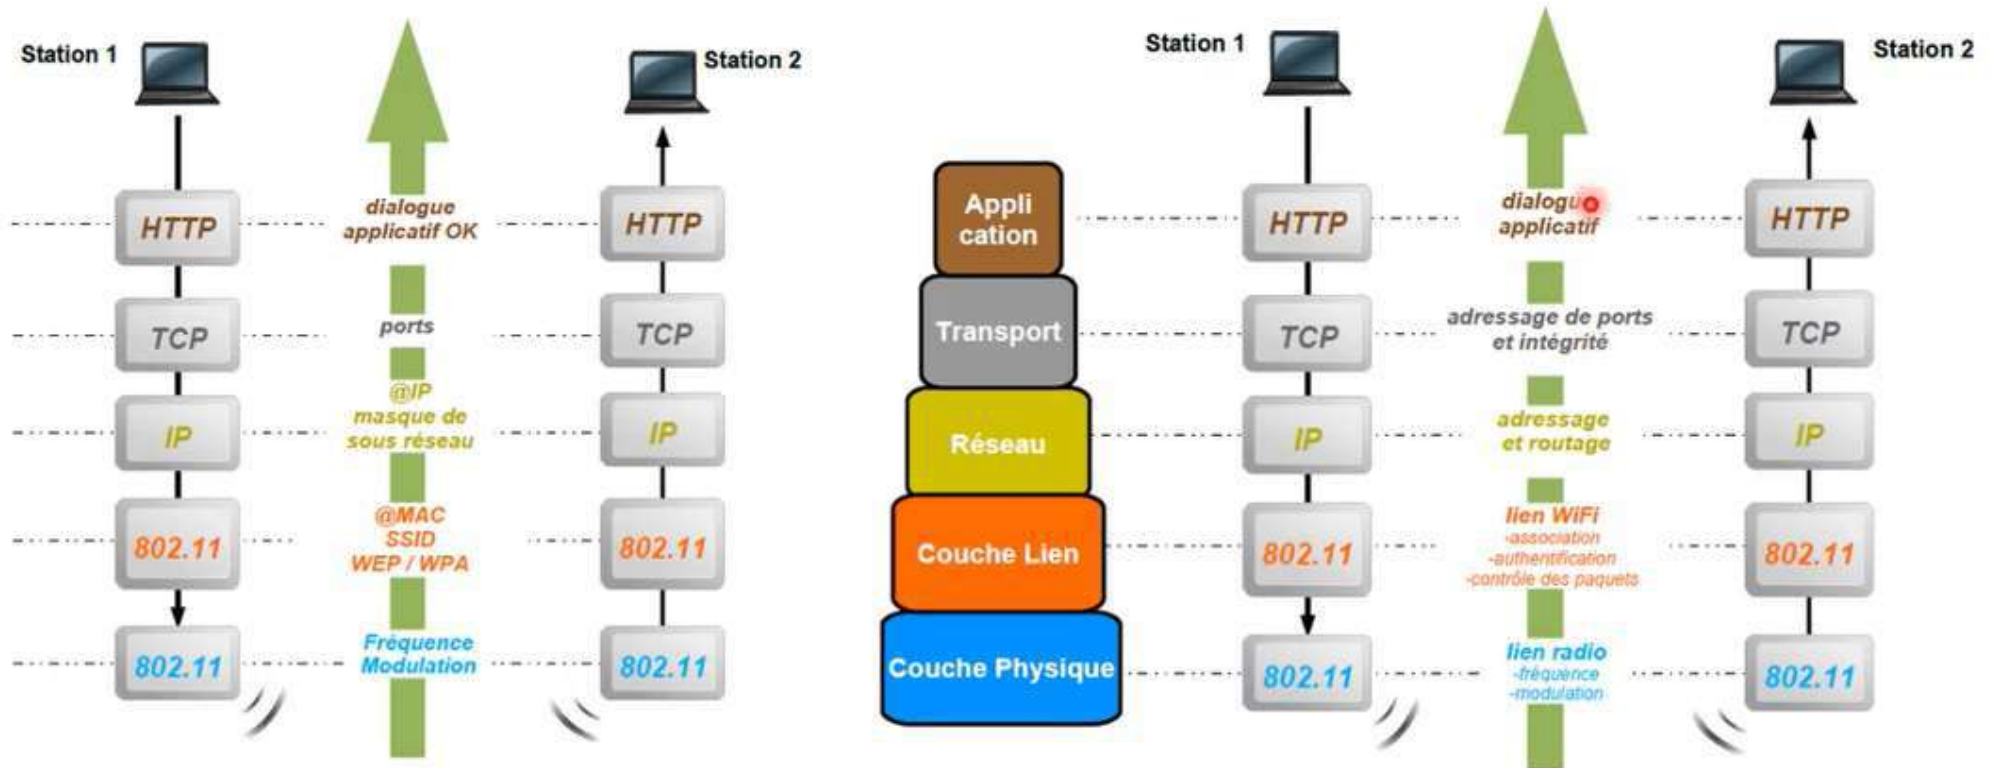 Station 1
Station 2
HTTP
dialogue
applicatif OK
HTTP
TCP
ports
TCP
IP
@IP
masque de
sous réseau
IP
802.11
@MAC
SSID
WEP / WPA
802.11
802.11
Fréquence
Modulation
802.11
Station 1
Station 2
Appli
cation
HTTP
dialogue
applicatif
HTTP
Transport
TCP
adressage de ports
et intégrité
TCP
Réseau
IP
adressage
et routage
IP
Couche Lien
802.11
lien WiFi
-association
-authentification
-contrôle des paquets
802.11
Couche Physique
802.11
lien radio
-fréquence
-modulation
802.11